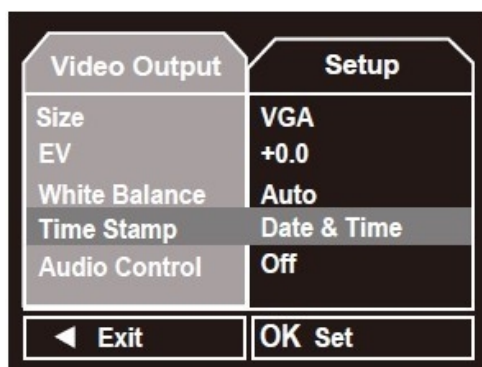 Video Output Setup
Size VGA
EV +0.0
White Balance Auto
Time Stamp Date & Time
Audio Control Off
◀ Exit OK Set